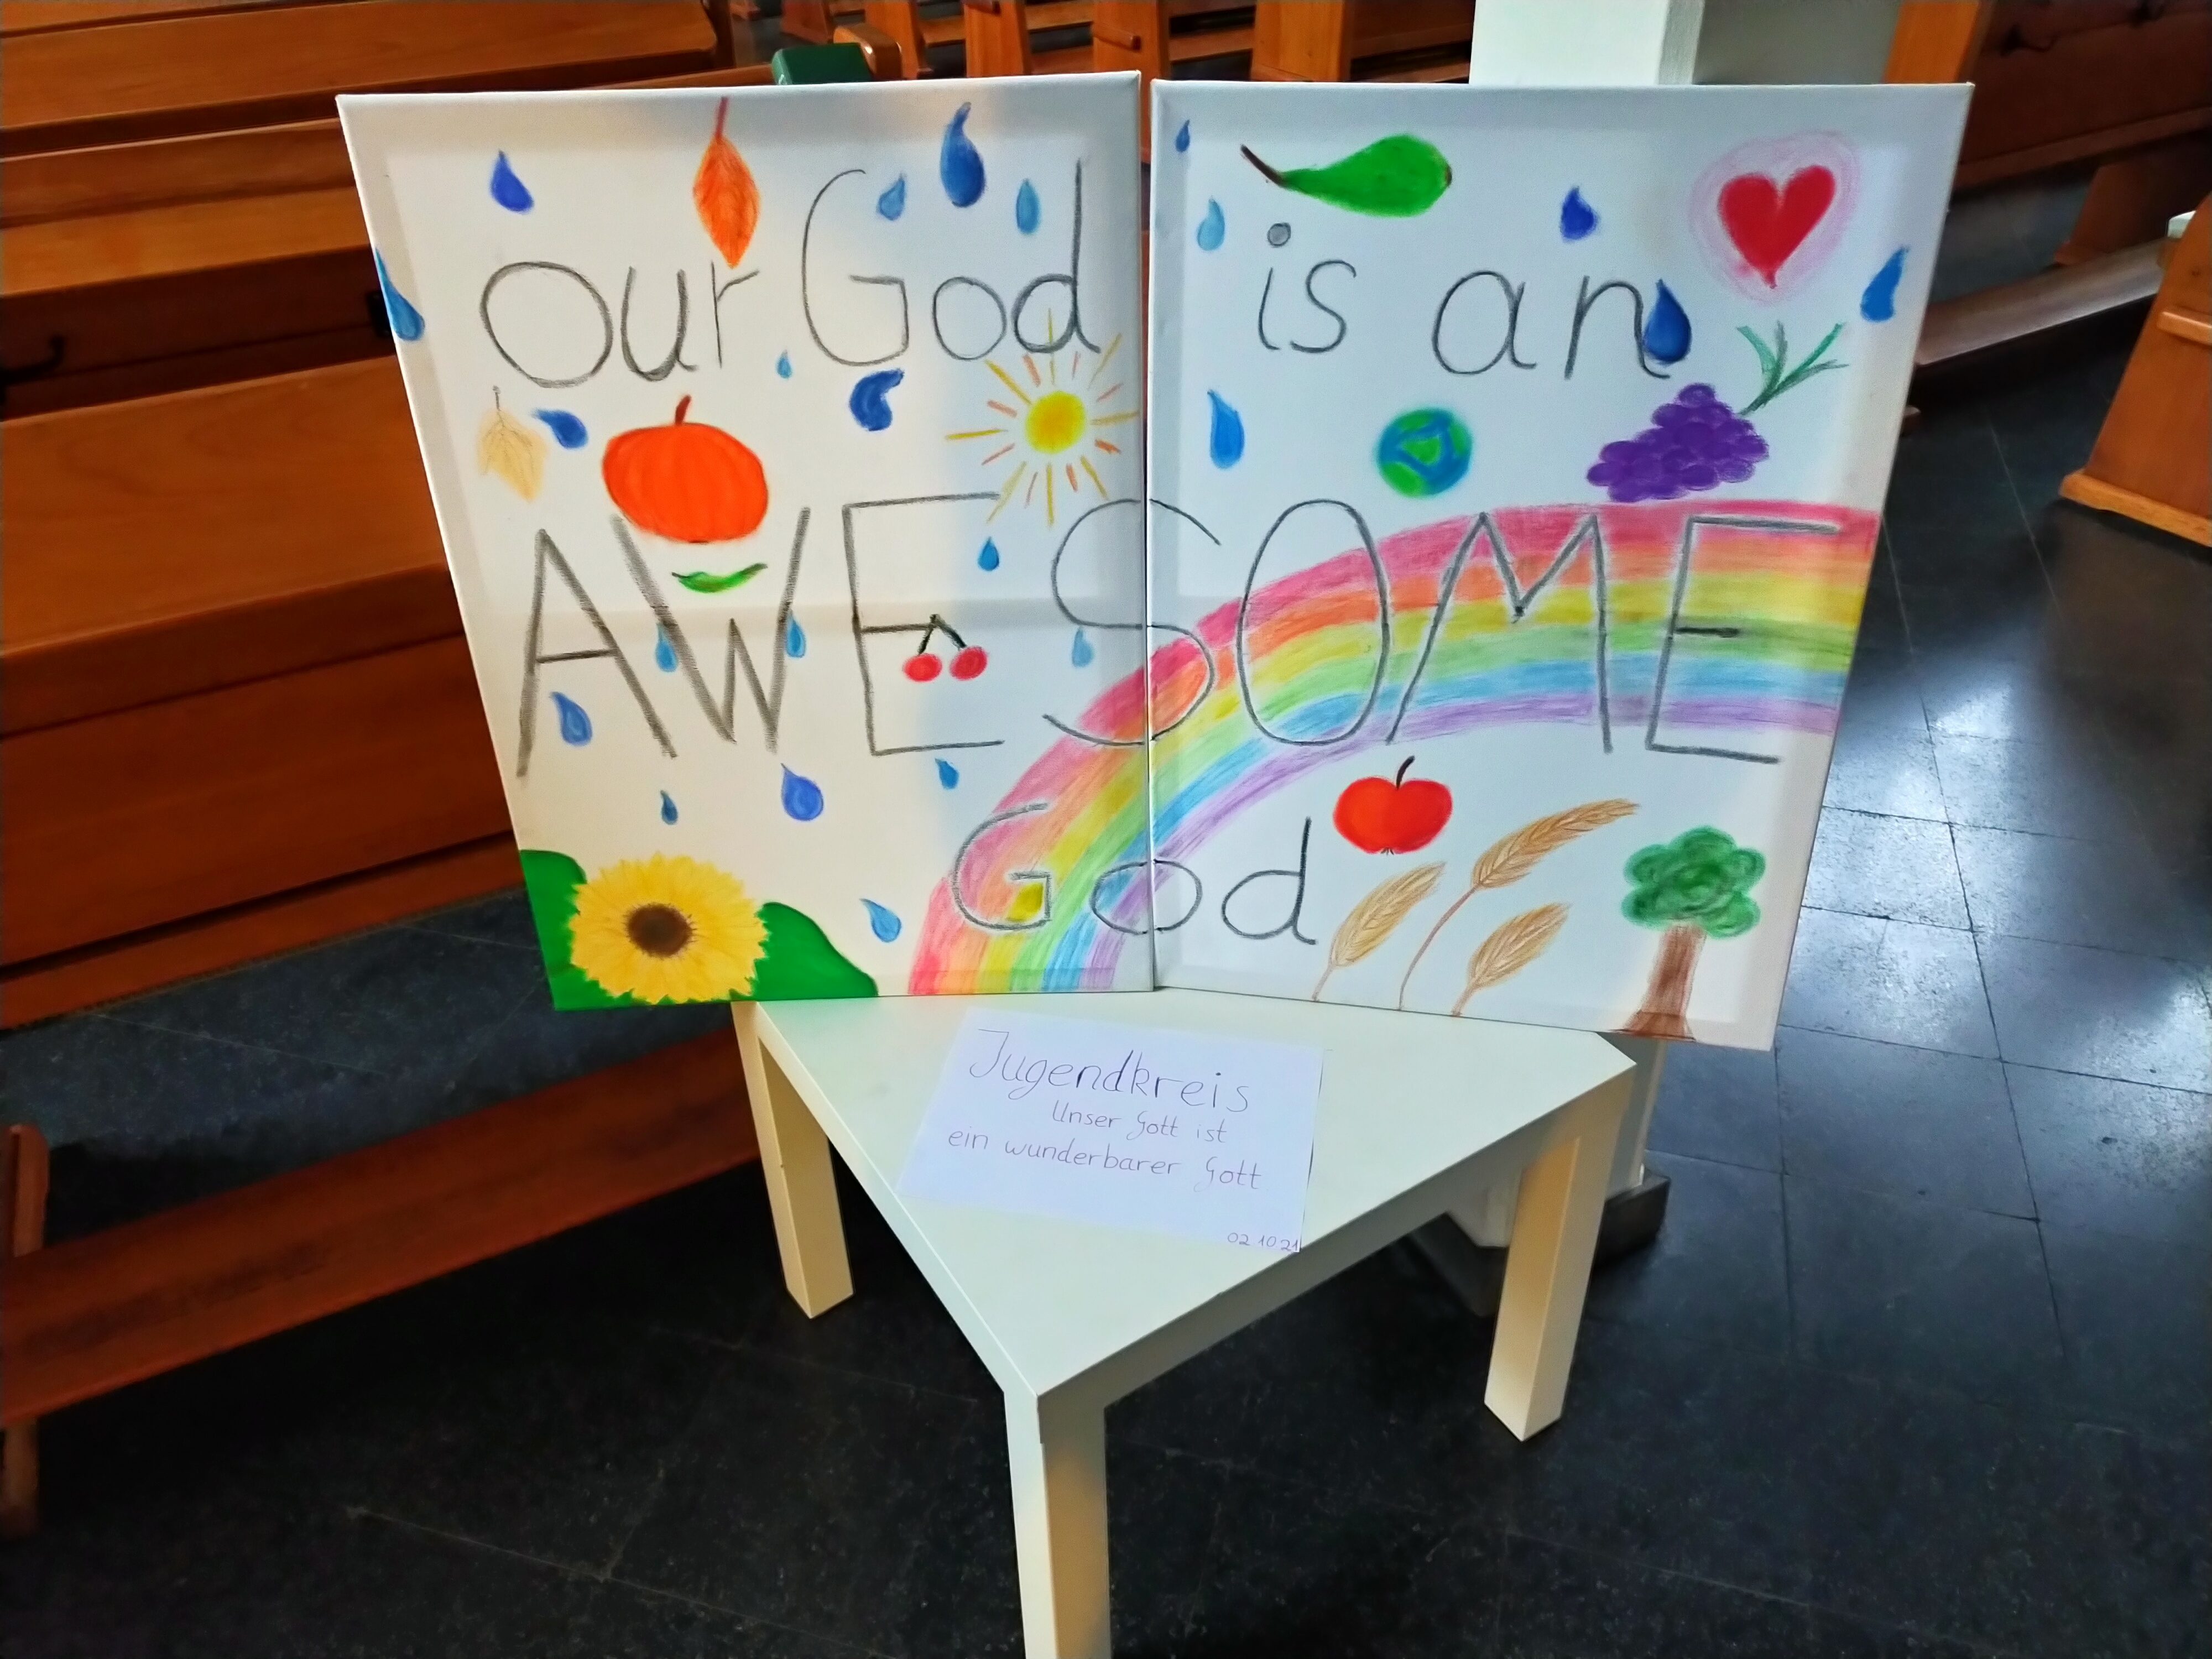 our God is an
AWESOME
God
Jugendkreis
Unser Gott ist
ein wunderbarer Gott
02 10 21